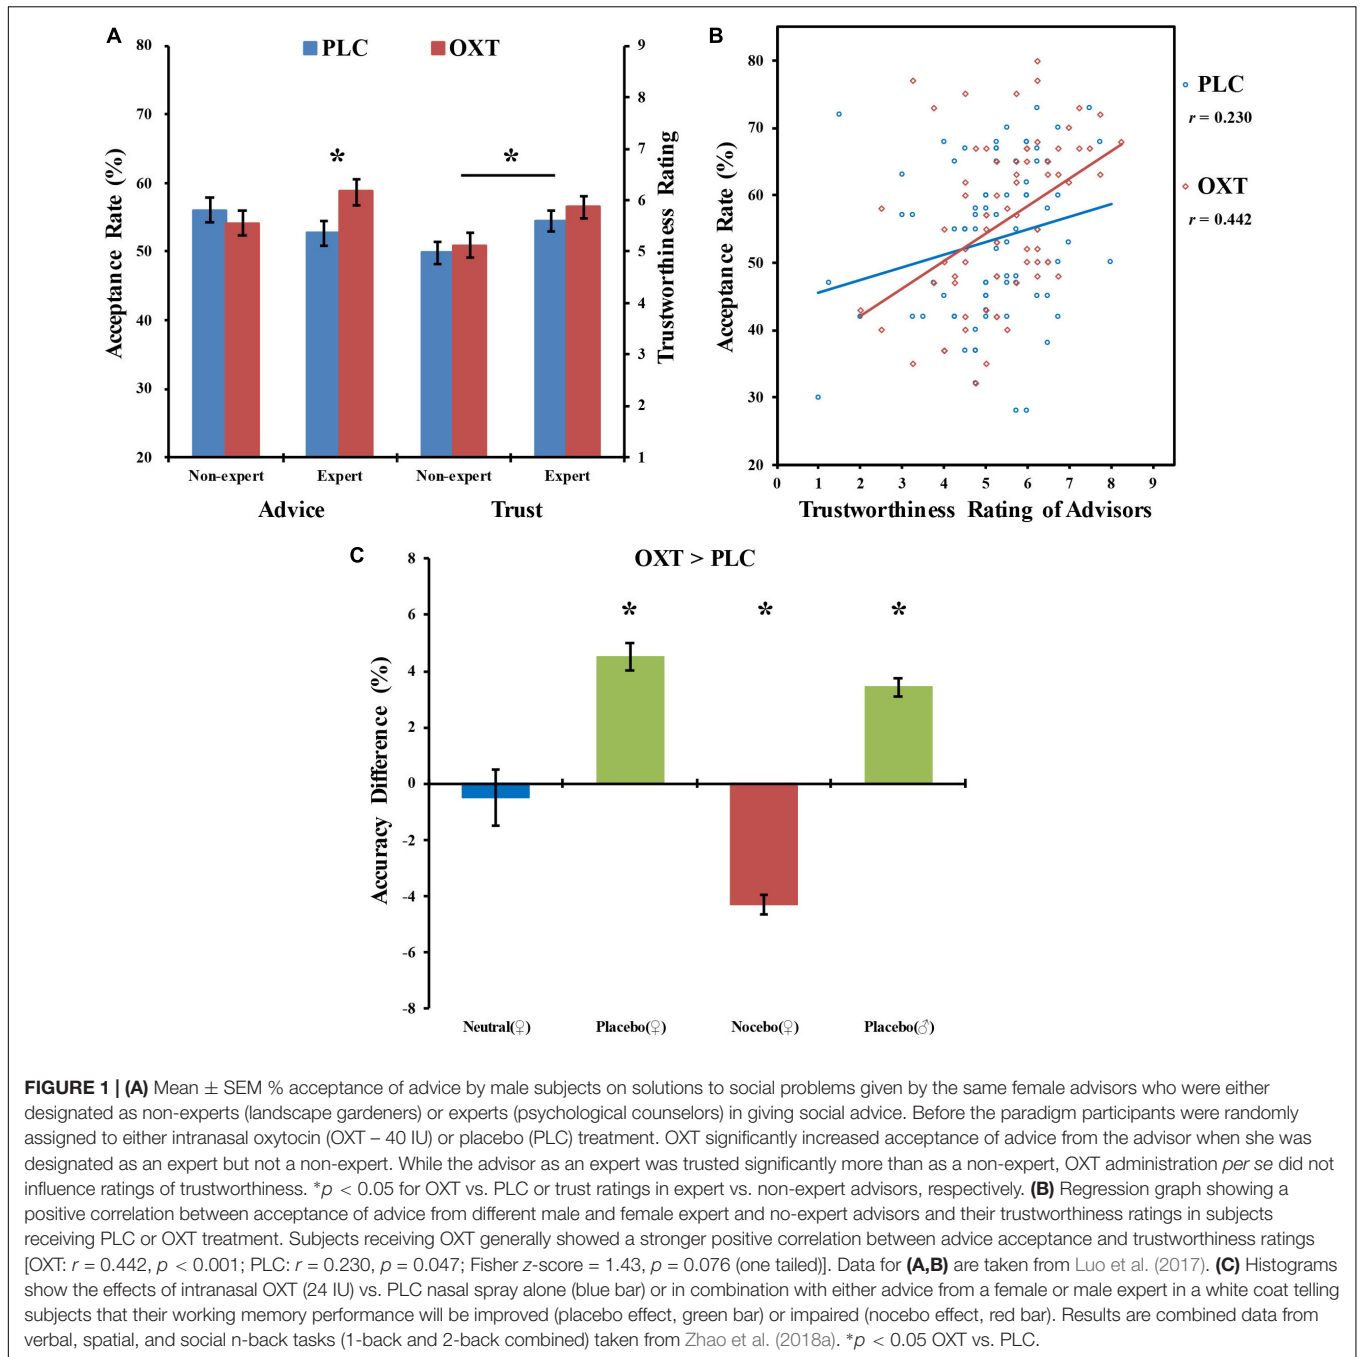 A
PLC
OXT
80
70
60
50
40
30
20
Acceptance Rate (%)
9
8
7
6
5
4
3
2
1
Trustworthiness Rating
*
*
Non-expert
Expert
Non-expert
Expert
Advice
Trust
B
80
70
60
50
40
30
20
Acceptance Rate (%)
0 1 2 3 4 5 6 7 8 9
Trustworthiness Rating of Advisors
PLC
r = 0.230
OXT
r = 0.442
C
OXT > PLC
8
6
4
2
0
-2
-4
-6
-8
Accuracy Difference (%)
*
*
*
Neutral(♀)
Placebo(♀)
Nocebo(♀)
Placebo(♂)
FIGURE 1 | (A) Mean ± SEM % acceptance of advice by male subjects on solutions to social problems given by the same female advisors who were either
designated as non-experts (landscape gardeners) or experts (psychological counselors) in giving social advice. Before the paradigm participants were randomly
assigned to either intranasal oxytocin (OXT – 40 IU) or placebo (PLC) treatment. OXT significantly increased acceptance of advice from the advisor when she was
designated as an expert but not a non-expert. While the advisor as an expert was trusted significantly more than as a non-expert, OXT administration per se did not
influence ratings of trustworthiness. *p < 0.05 for OXT vs. PLC or trust ratings in expert vs. non-expert advisors, respectively. (B) Regression graph showing a
positive correlation between acceptance of advice from different male and female expert and no-expert advisors and their trustworthiness ratings in subjects
receiving PLC or OXT treatment. Subjects receiving OXT generally showed a stronger positive correlation between advice acceptance and trustworthiness ratings
[OXT: r = 0.442, p < 0.001; PLC: r = 0.230, p = 0.047; Fisher z-score = 1.43, p = 0.076 (one tailed)]. Data for (A,B) are taken from Luo et al. (2017). (C) Histograms
show the effects of intranasal OXT (24 IU) vs. PLC nasal spray alone (blue bar) or in combination with either advice from a female or male expert in a white coat telling
subjects that their working memory performance will be improved (placebo effect, green bar) or impaired (nocebo effect, red bar). Results are combined data from
verbal, spatial, and social n-back tasks (1-back and 2-back combined) taken from Zhao et al. (2018a). *p < 0.05 OXT vs. PLC.